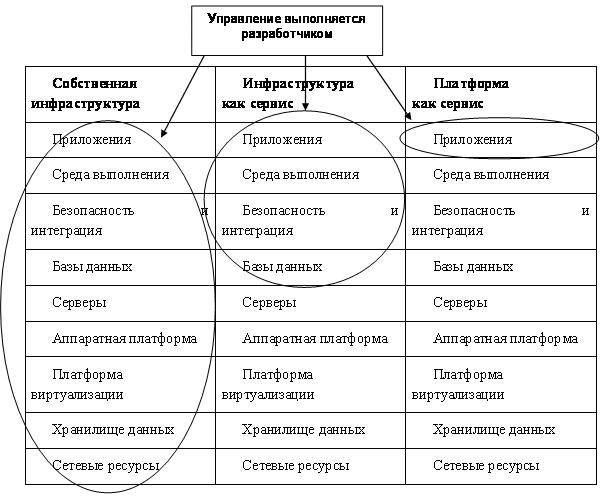 Управление выполняется
разработчиком
Собственная
инфраструктура
Инфраструктура
как сервис
Платформа
как сервис
Приложения
Приложения
Приложения
Среда выполнения
Среда выполнения
Среда выполнения
Безопасность и
интеграция
Безопасность и
интеграция
Безопасность и
интеграция
Базы данных
Базы данных
Базы данных
Серверы
Серверы
Серверы
Аппаратная платформа
Аппаратная платформа
Аппаратная платформа
Платформа
виртуализации
Платформа
виртуализации
Платформа
виртуализации
Хранилище данных
Хранилище данных
Хранилище данных
Сетевые ресурсы
Сетевые ресурсы
Сетевые ресурсы